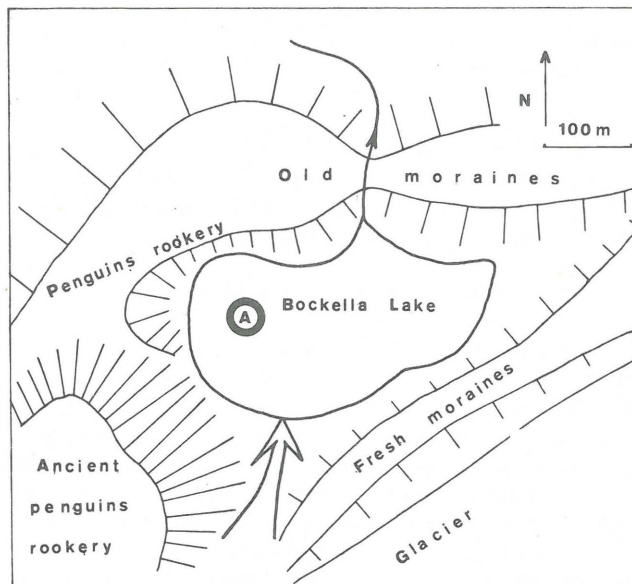 N
100 m
Old moraines
Penguins rookery
A
Bockella Lake
Fresh moraines
Ancient
penguins
rookery
Glacier